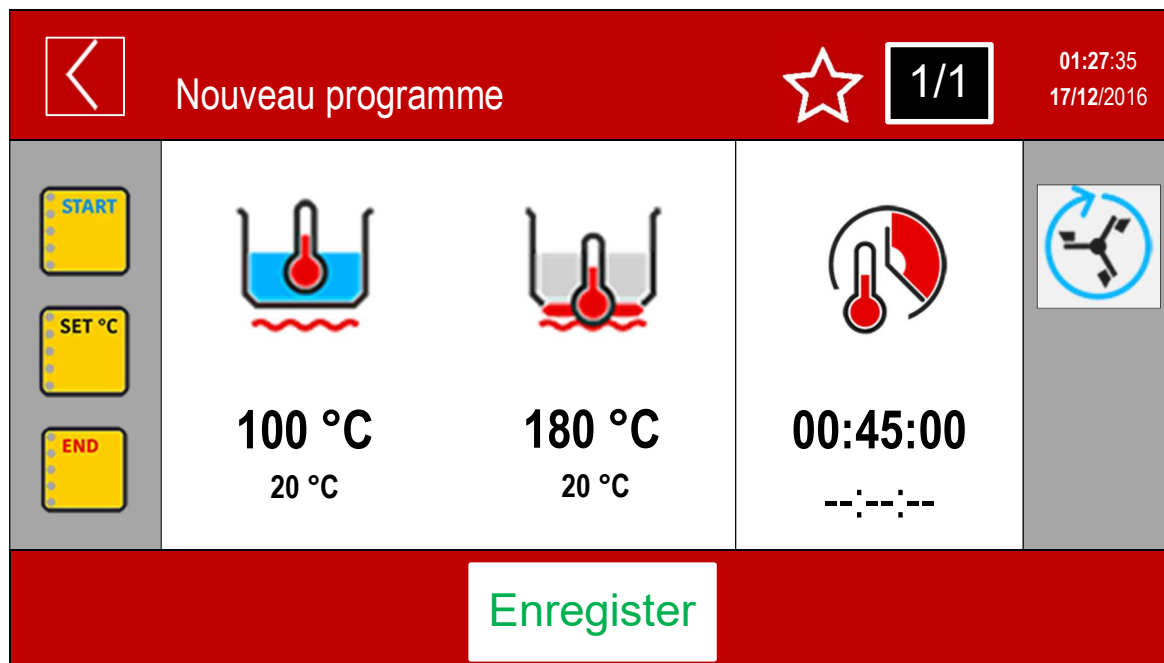 Nouveau programme
1/1
01:27:35
17/12/2016
START
SET °C
END
100 °C
20 °C
180 °C
20 °C
00:45:00
--:--:--
Enregister